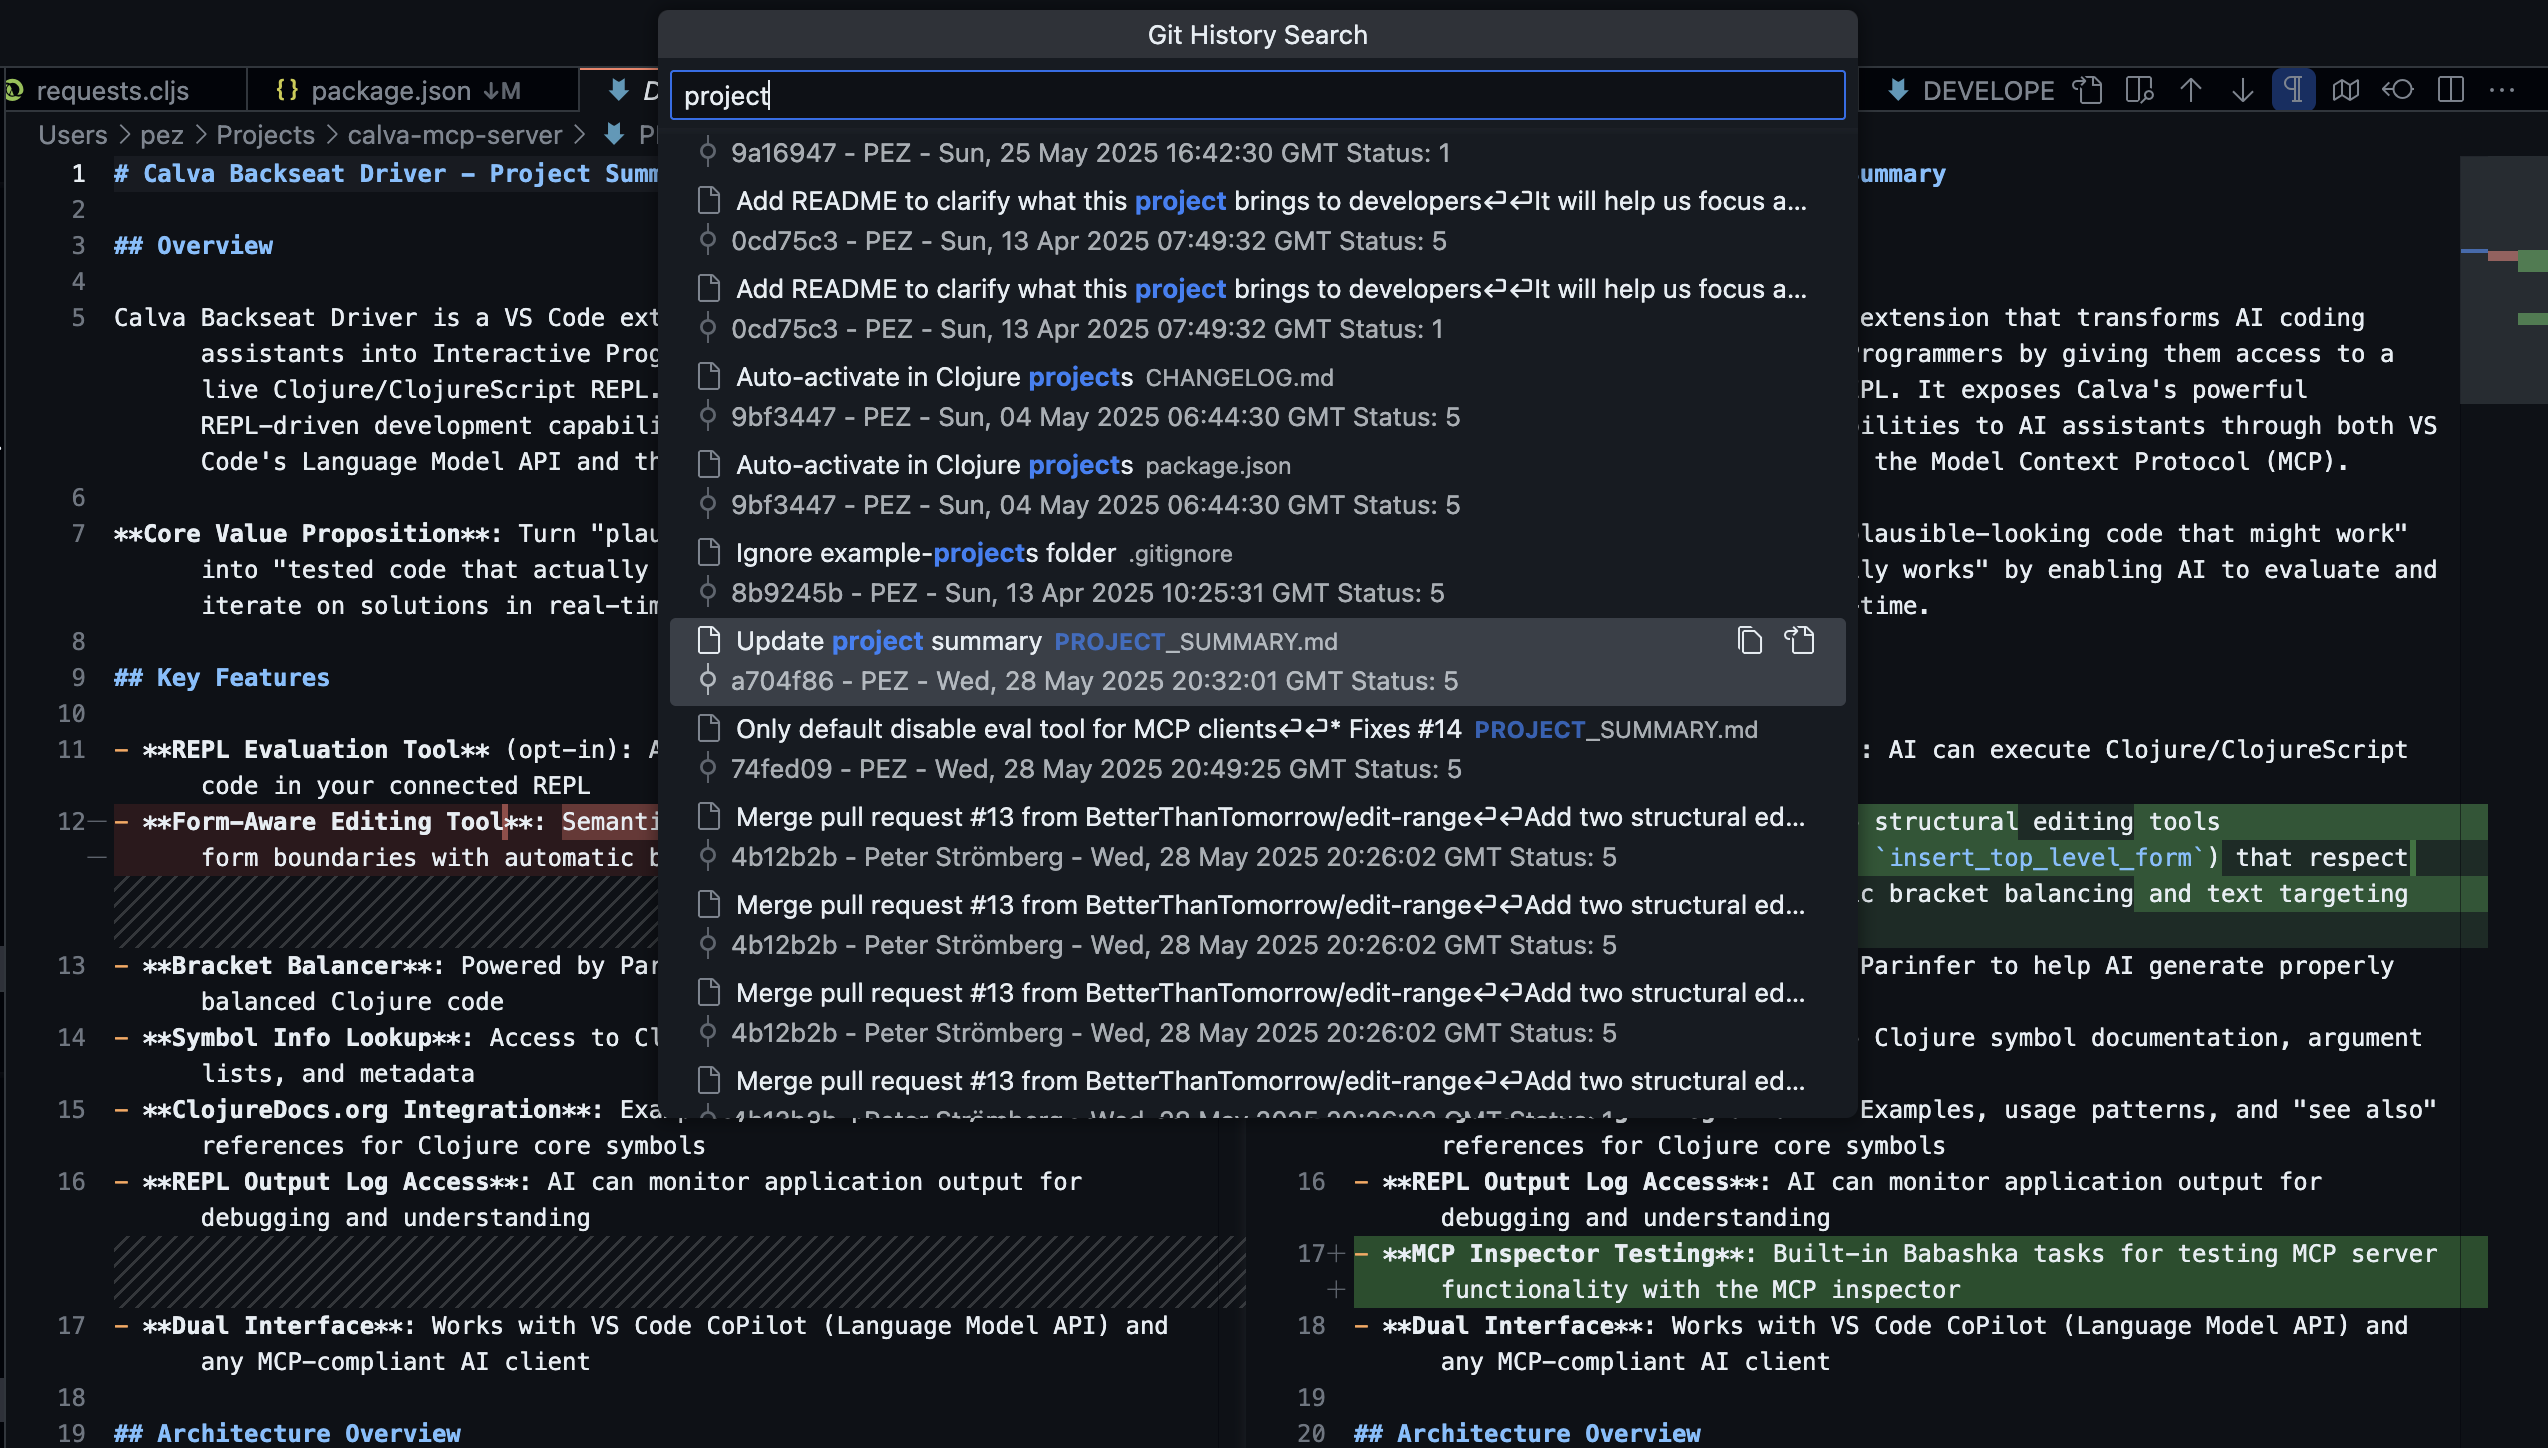 Git History Search
project
requests.cljs
{} package.json ↓M
D
DEVELOPE
Users > pez > Projects > calva-mcp-server >
9a16947 - PEZ - Sun, 25 May 2025 16:42:30 GMT Status: 1
Add README to clarify what this project brings to developers⏎⏎It will help us focus a...
0cd75c3 - PEZ - Sun, 13 Apr 2025 07:49:32 GMT Status: 5
Add README to clarify what this project brings to developers⏎⏎It will help us focus a...
0cd75c3 - PEZ - Sun, 13 Apr 2025 07:49:32 GMT Status: 1
Auto-activate in Clojure projects CHANGELOG.md
9bf3447 - PEZ - Sun, 04 May 2025 06:44:30 GMT Status: 5
Auto-activate in Clojure projects package.json
9bf3447 - PEZ - Sun, 04 May 2025 06:44:30 GMT Status: 5
Ignore example-projects folder .gitignore
8b9245b - PEZ - Sun, 13 Apr 2025 10:25:31 GMT Status: 5
Update project summary PROJECT_SUMMARY.md
a704f86 - PEZ - Wed, 28 May 2025 20:32:01 GMT Status: 5
Only default disable eval tool for MCP clients⏎⏎* Fixes #14 PROJECT_SUMMARY.md
74fed09 - PEZ - Wed, 28 May 2025 20:49:25 GMT Status: 5
Merge pull request #13 from BetterThanTomorrow/edit-range⏎⏎Add two structural ed...
4b12b2b - Peter Strömberg - Wed, 28 May 2025 20:26:02 GMT Status: 5
Merge pull request #13 from BetterThanTomorrow/edit-range⏎⏎Add two structural ed...
4b12b2b - Peter Strömberg - Wed, 28 May 2025 20:26:02 GMT Status: 5
Merge pull request #13 from BetterThanTomorrow/edit-range⏎⏎Add two structural ed...
4b12b2b - Peter Strömberg - Wed, 28 May 2025 20:26:02 GMT Status: 5
Merge pull request #13 from BetterThanTomorrow/edit-range⏎⏎Add two structural ed...
1 # Calva Backseat Driver - Project Summ
2
3 ## Overview
4
5 Calva Backseat Driver is a VS Code ext
assistants into Interactive Prog
live Clojure/ClojureScript REPL.
REPL-driven development capabili
Code's Language Model API and th
6
7 **Core Value Proposition**: Turn "plau
into "tested code that actually
iterate on solutions in real-tim
8
9 ## Key Features
10
11 - **REPL Evaluation Tool** (opt-in): A
code in your connected REPL
12 - **Form-Aware Editing Tool**: Semanti
form boundaries with automatic b
13 - **Bracket Balancer**: Powered by Par
balanced Clojure code
14 - **Symbol Info Lookup**: Access to Cl
lists, and metadata
15 - **ClojureDocs.org Integration**: Exa
references for Clojure core symbols
16 - **REPL Output Log Access**: AI can monitor application output for
debugging and understanding
17 - **Dual Interface**: Works with VS Code CoPilot (Language Model API) and
any MCP-compliant AI client
18
19 ## Architecture Overview
ummary
extension that transforms AI coding
rogrammers by giving them access to a
PL. It exposes Calva's powerful
ilities to AI assistants through both VS
the Model Context Protocol (MCP).
lausible-looking code that might work"
ly works" by enabling AI to evaluate and
time.
: AI can execute Clojure/ClojureScript
structural editing tools
`insert_top_level_form`) that respect
c bracket balancing and text targeting
Parinfer to help AI generate properly
Clojure symbol documentation, argument
Examples, usage patterns, and "see also"
references for Clojure core symbols
16 - **REPL Output Log Access**: AI can monitor application output for
debugging and understanding
17+ - **MCP Inspector Testing**: Built-in Babashka tasks for testing MCP server
+ functionality with the MCP inspector
18 - **Dual Interface**: Works with VS Code CoPilot (Language Model API) and
any MCP-compliant AI client
19
20 ## Architecture Overview